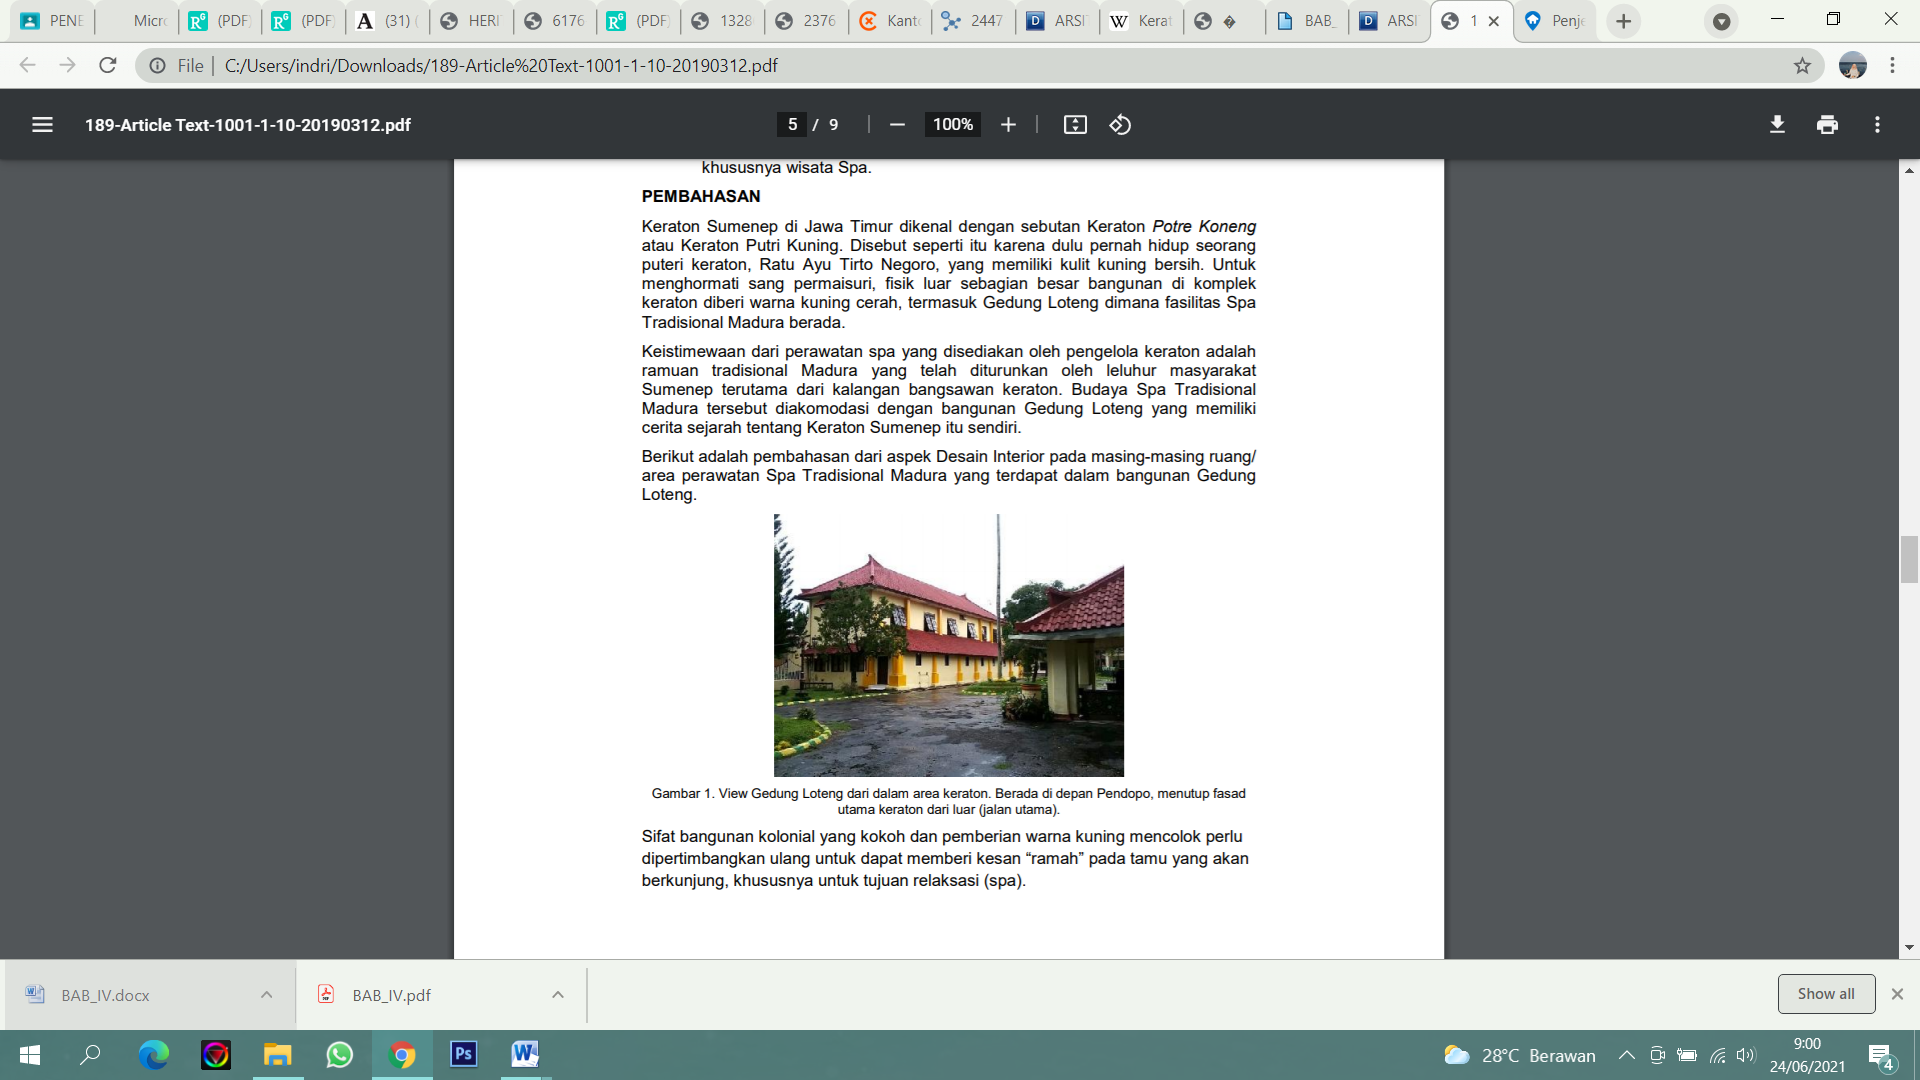 PENE
Micro
(PDF)
(PDF)
(31) (
HERI
6176
(PDF)
1328
2376
Kanto
2447
ARSI
Kerat
BAB_
ARSI
1
Penje
File
C:/Users/indri/Downloads/189-Article%20Text-1001-1-10-20190312.pdf
189-Article Text-1001-1-10-20190312.pdf
5 / 9
100%
khususnya wisata Spa.
PEMBAHASAN
Keraton Sumenep di Jawa Timur dikenal dengan sebutan Keraton Potre Koneng
atau Keraton Putri Kuning. Disebut seperti itu karena dulu pernah hidup seorang
puteri keraton, Ratu Ayu Tirto Negoro, yang memiliki kulit kuning bersih. Untuk
menghormati sang permaisuri, fisik luar sebagian besar bangunan di komplek
keraton diberi warna kuning cerah, termasuk Gedung Loteng dimana fasilitas Spa
Tradisional Madura berada.
Keistimewaan dari perawatan spa yang disediakan oleh pengelola keraton adalah
ramuan tradisional Madura yang telah diturunkan oleh leluhur masyarakat
Sumenep terutama dari kalangan bangsawan keraton. Budaya Spa Tradisional
Madura tersebut diakomodasi dengan bangunan Gedung Loteng yang memiliki
cerita sejarah tentang Keraton Sumenep itu sendiri.
Berikut adalah pembahasan dari aspek Desain Interior pada masing-masing ruang/
area perawatan Spa Tradisional Madura yang terdapat dalam bangunan Gedung
Loteng.
Gambar 1. View Gedung Loteng dari dalam area keraton. Berada di depan Pendopo, menutup fasad
utama keraton dari luar (jalan utama).
Sifat bangunan kolonial yang kokoh dan pemberian warna kuning mencolok perlu
dipertimbangkan ulang untuk dapat memberi kesan “ramah” pada tamu yang akan
berkunjung, khususnya untuk tujuan relaksasi (spa).
BAB_IV.docx
BAB_IV.pdf
Show all
28°C Berawan
9:00
24/06/2021
4